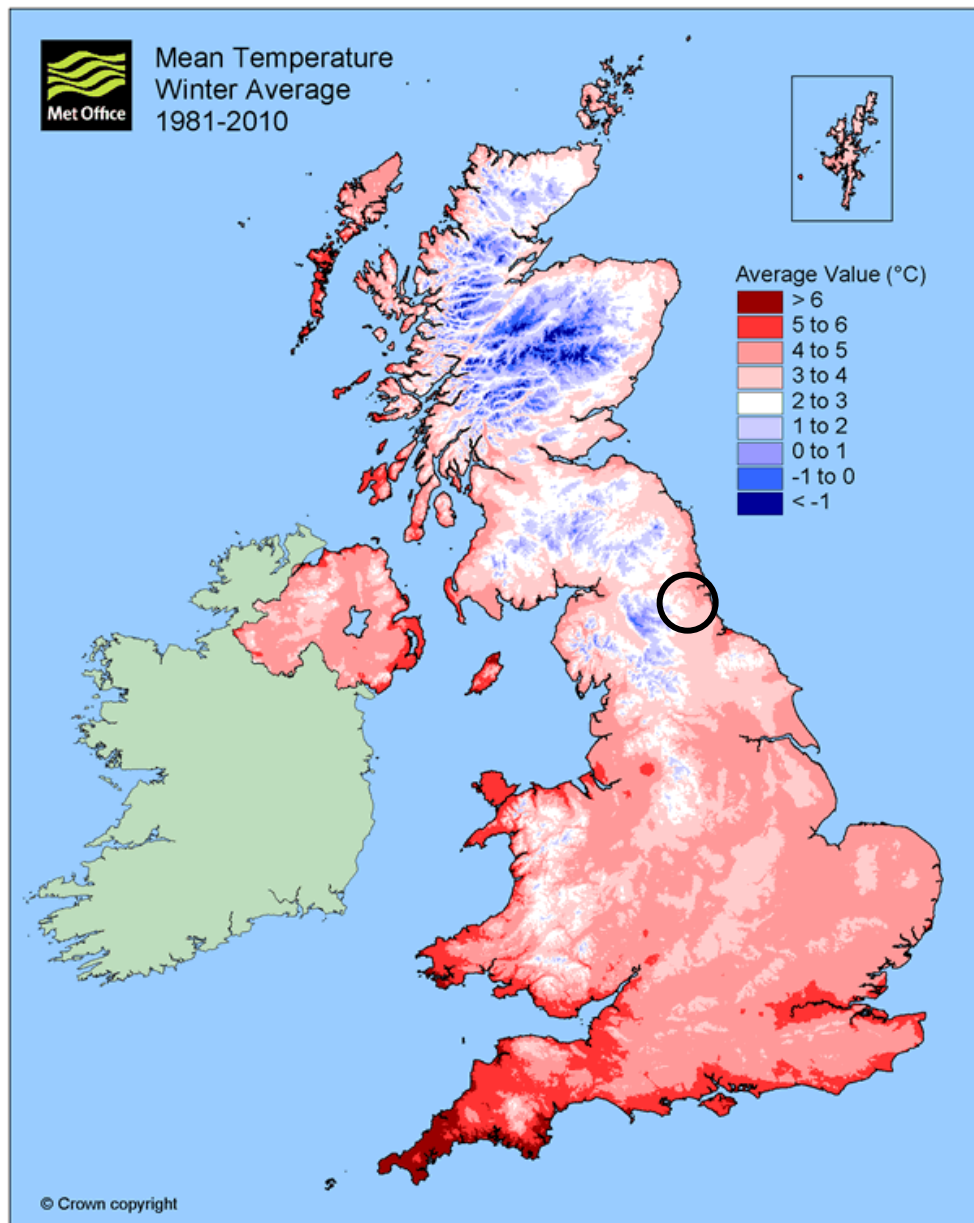 Met Office
Mean Temperature
Winter Average
1981-2010
Average Value (°C)
> 6
5 to 6
4 to 5
3 to 4
2 to 3
1 to 2
0 to 1
-1 to 0
< -1
© Crown copyright